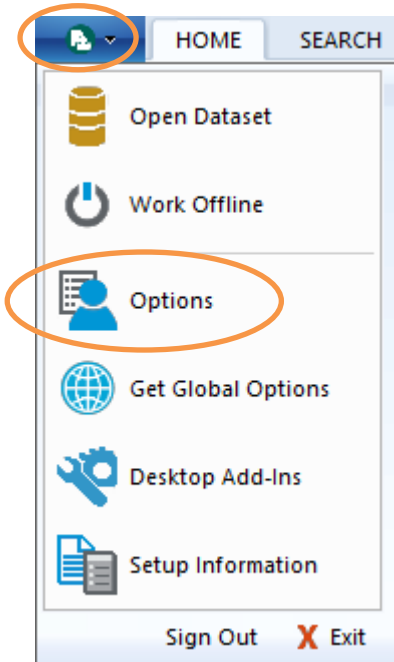 HOME SEARCH
Open Dataset
Work Offline
Options
Get Global Options
Desktop Add-Ins
Setup Information
Sign Out X Exit